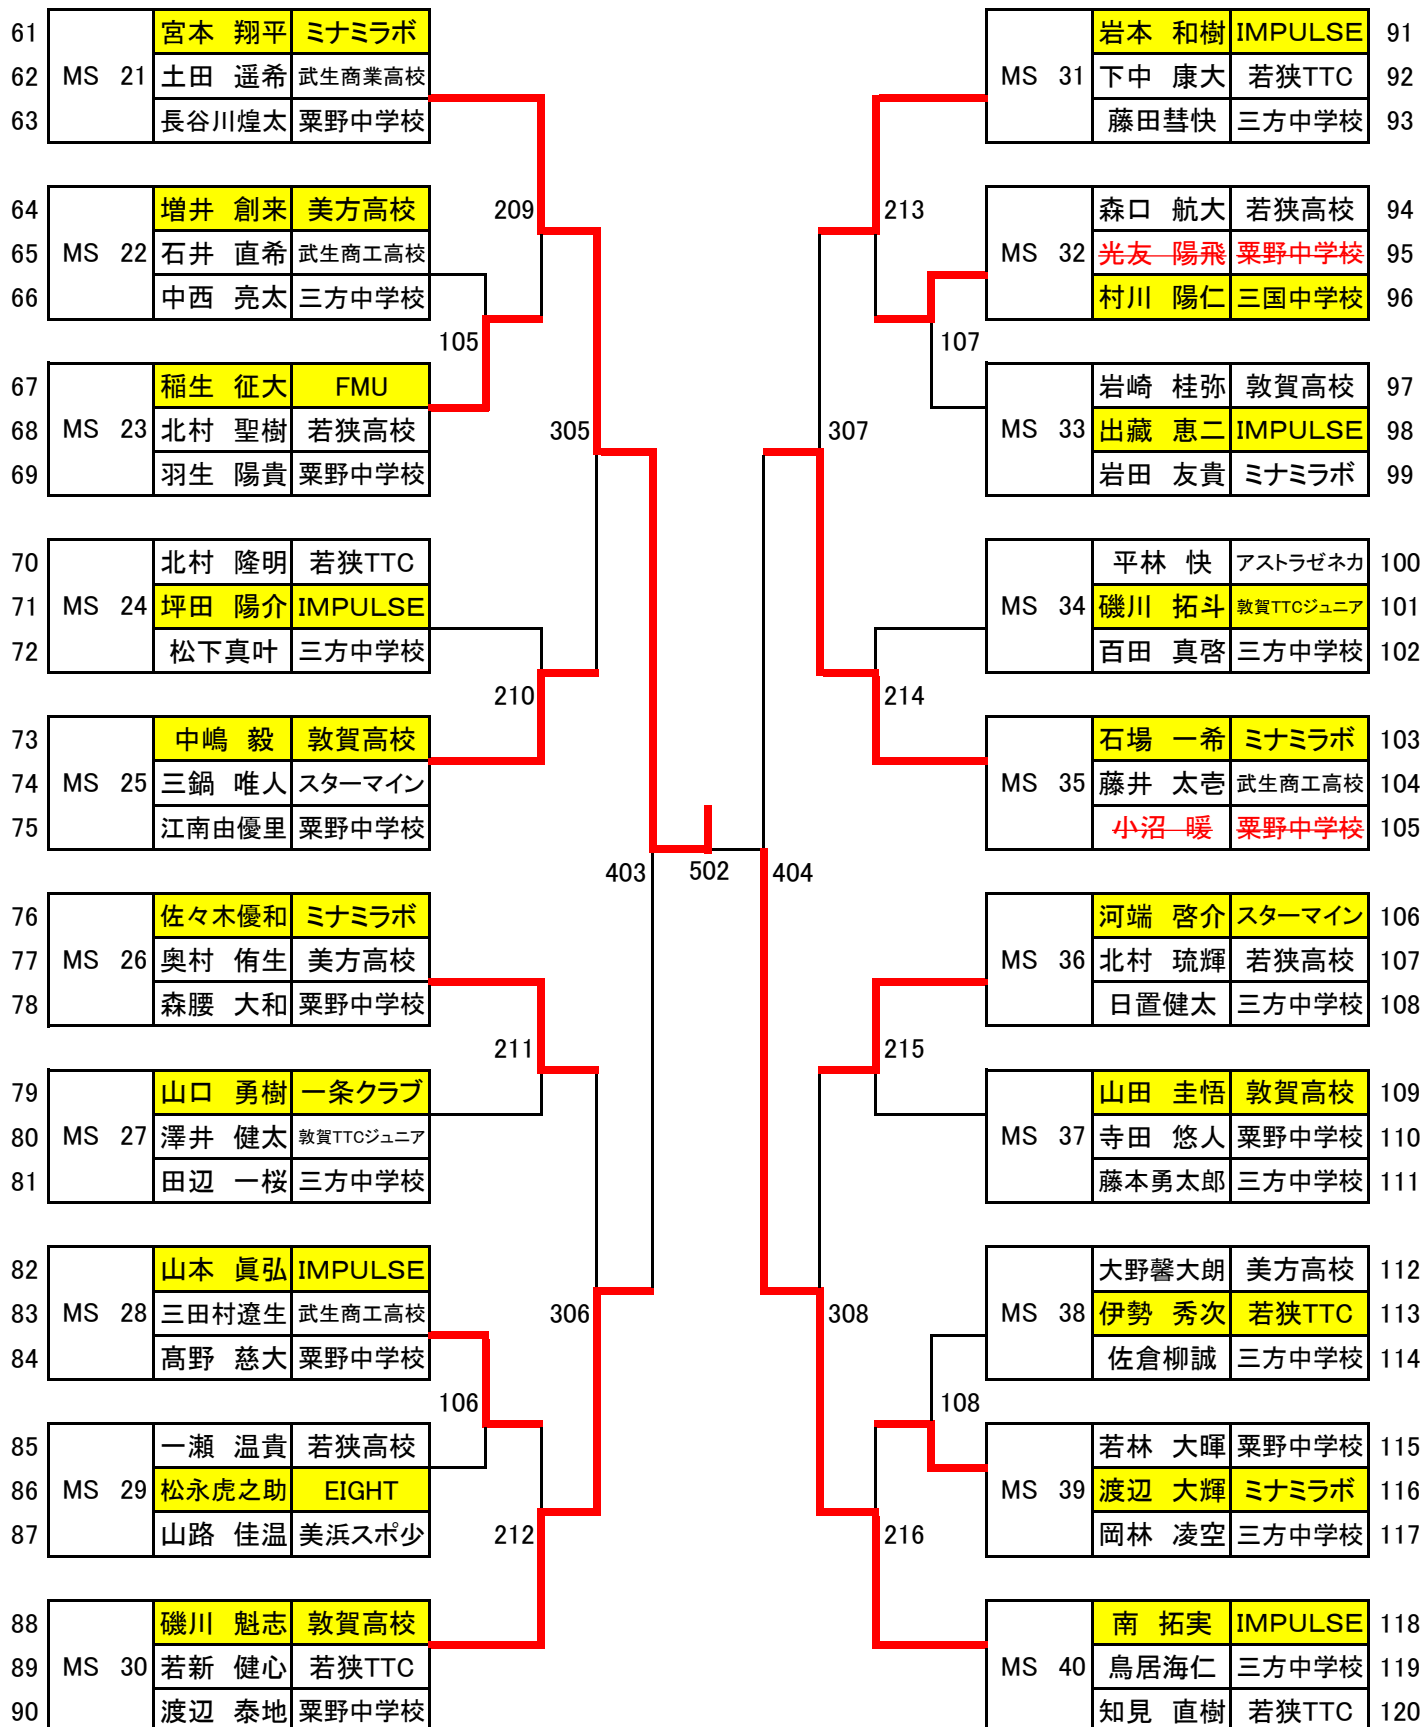 61 宮本 翔平 ミナミラボ
62 MS 21 土田 遥希 武生商業高校
63 長谷川煌太 粟野中学校
64 増井 創来 美方高校
65 MS 22 石井 直希 武生商工高校
66 中西 亮太 三方中学校
67 稲生 征大 FMU
68 MS 23 北村 聖樹 若狭高校
69 羽生 陽貴 粟野中学校
70 北村 隆明 若狭TTC
71 MS 24 坪田 陽介 IMPULSE
72 松下真叶 三方中学校
73 中嶋 毅 敦賀高校
74 MS 25 三鍋 唯人 スターマイン
75 江南由優里 粟野中学校
76 佐々木優和 ミナミラボ
77 MS 26 奥村 侑生 美方高校
78 森腰 大和 粟野中学校
79 山口 勇樹 一条クラブ
80 MS 27 澤井 健太 敦賀TTCジュニア
81 田辺 一桜 三方中学校
82 山本 眞弘 IMPULSE
83 MS 28 三田村遼生 武生商工高校
84 髙野 慈大 粟野中学校
85 一瀬 温貴 若狭高校
86 MS 29 松永虎之助 EIGHT
87 山路 佳温 美浜スポ少
88 磯川 魁志 敦賀高校
89 MS 30 若新 健心 若狭TTC
90 渡辺 泰地 粟野中学校
209
105
305
210
403
211
306
106
212
502
213
107
307
214
404
215
308
108
216
岩本 和樹 IMPULSE 91
MS 31 下中 康大 若狭TTC 92
藤田彗快 三方中学校 93
森口 航大 若狭高校 94
MS 32 光友 陽飛 粟野中学校 95
村川 陽仁 三国中学校 96
岩崎 桂弥 敦賀高校 97
MS 33 出蔵 恵二 IMPULSE 98
岩田 友貴 ミナミラボ 99
平林 快 アストラゼネカ 100
MS 34 磯川 拓斗 敦賀TTCジュニア 101
百田 真啓 三方中学校 102
石場 一希 ミナミラボ 103
MS 35 藤井 太壱 武生商工高校 104
小沼 暖 粟野中学校 105
河端 啓介 スターマイン 106
MS 36 北村 琉輝 若狭高校 107
日置健太 三方中学校 108
山田 圭悟 敦賀高校 109
MS 37 寺田 悠人 粟野中学校 110
藤本勇太郎 三方中学校 111
大野馨大朗 美方高校 112
MS 38 伊勢 秀次 若狭TTC 113
佐倉柳誠 三方中学校 114
若林 大暉 粟野中学校 115
MS 39 渡辺 大輝 ミナミラボ 116
岡林 凌空 三方中学校 117
南 拓実 IMPULSE 118
MS 40 鳥居海仁 三方中学校 119
知見 直樹 若狭TTC 120